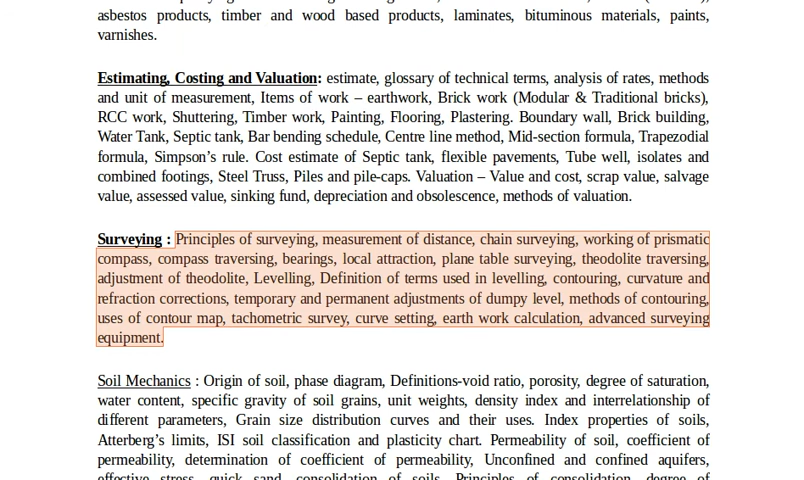 asbestos products, timber and wood based products, laminates, bituminous materials, paints,
varnishes.
Estimating, Costing and Valuation: estimate, glossary of technical terms, analysis of rates, methods
and unit of measurement, Items of work – earthwork, Brick work (Modular & Traditional bricks),
RCC work, Shuttering, Timber work, Painting, Flooring, Plastering. Boundary wall, Brick building,
Water Tank, Septic tank, Bar bending schedule, Centre line method, Mid-section formula, Trapezodial
formula, Simpson’s rule. Cost estimate of Septic tank, flexible pavements, Tube well, isolates and
combined footings, Steel Truss, Piles and pile-caps. Valuation – Value and cost, scrap value, salvage
value, assessed value, sinking fund, depreciation and obsolescence, methods of valuation.
Surveying : Principles of surveying, measurement of distance, chain surveying, working of prismatic
compass, compass traversing, bearings, local attraction, plane table surveying, theodolite traversing,
adjustment of theodolite, Levelling, Definition of terms used in levelling, contouring, curvature and
refraction corrections, temporary and permanent adjustments of dumpy level, methods of contouring,
uses of contour map, tachometric survey, curve setting, earth work calculation, advanced surveying
equipment.
Soil Mechanics : Origin of soil, phase diagram, Definitions-void ratio, porosity, degree of saturation,
water content, specific gravity of soil grains, unit weights, density index and interrelationship of
different parameters, Grain size distribution curves and their uses. Index properties of soils,
Atterberg’s limits, ISI soil classification and plasticity chart. Permeability of soil, coefficient of
permeability, determination of coefficient of permeability, Unconfined and confined aquifers,
effective stress, quick sand, consolidation of soils, Principles of consolidation, degree of